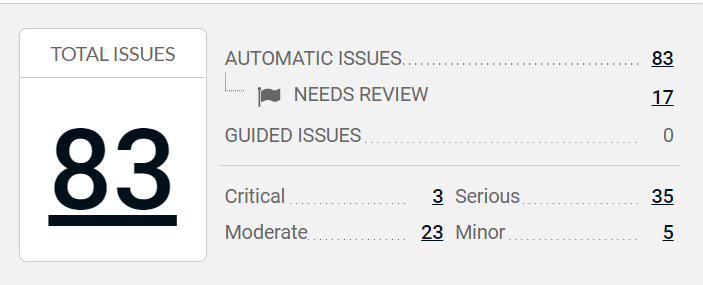 TOTAL ISSUES
83
AUTOMATIC ISSUES 83
NEEDS REVIEW 17
GUIDED ISSUES 0
Critical 3 Serious 35
Moderate 23 Minor 5